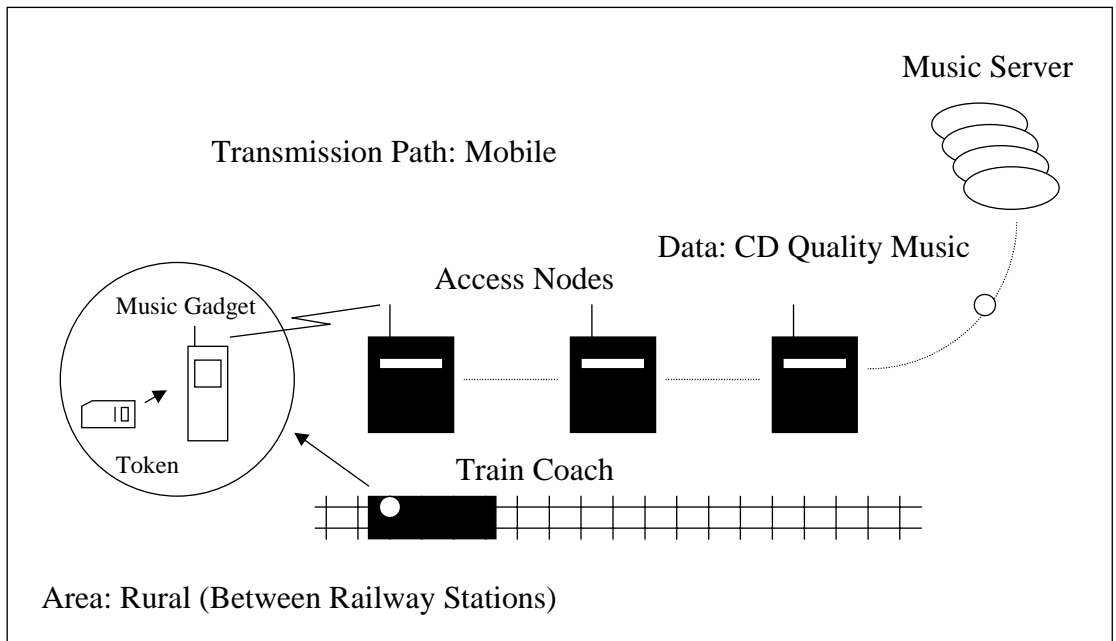 Music Server
Transmission Path: Mobile
Data: CD Quality Music
Access Nodes
Music Gadget
Token
Train Coach
Area: Rural (Between Railway Stations)